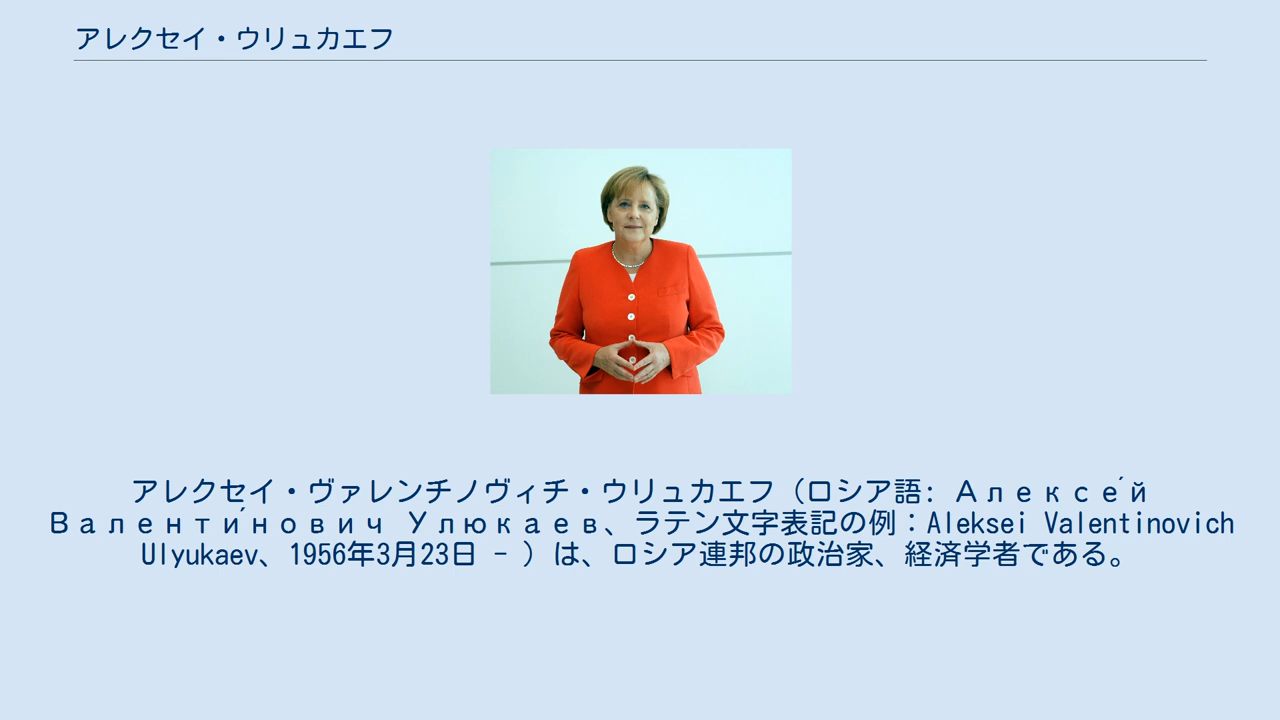 アレクセイ・ウリュカエフ
アレクセイ・ヴァレンチノヴィチ・ウリュカエフ（ロシア語: Алексе́й
Валенти́нович Улюкаев、ラテン文字表記の例：Aleksei Valentinovich
Ulyukaev、1956年3月23日 - ）は、ロシア連邦の政治家、経済学者である。